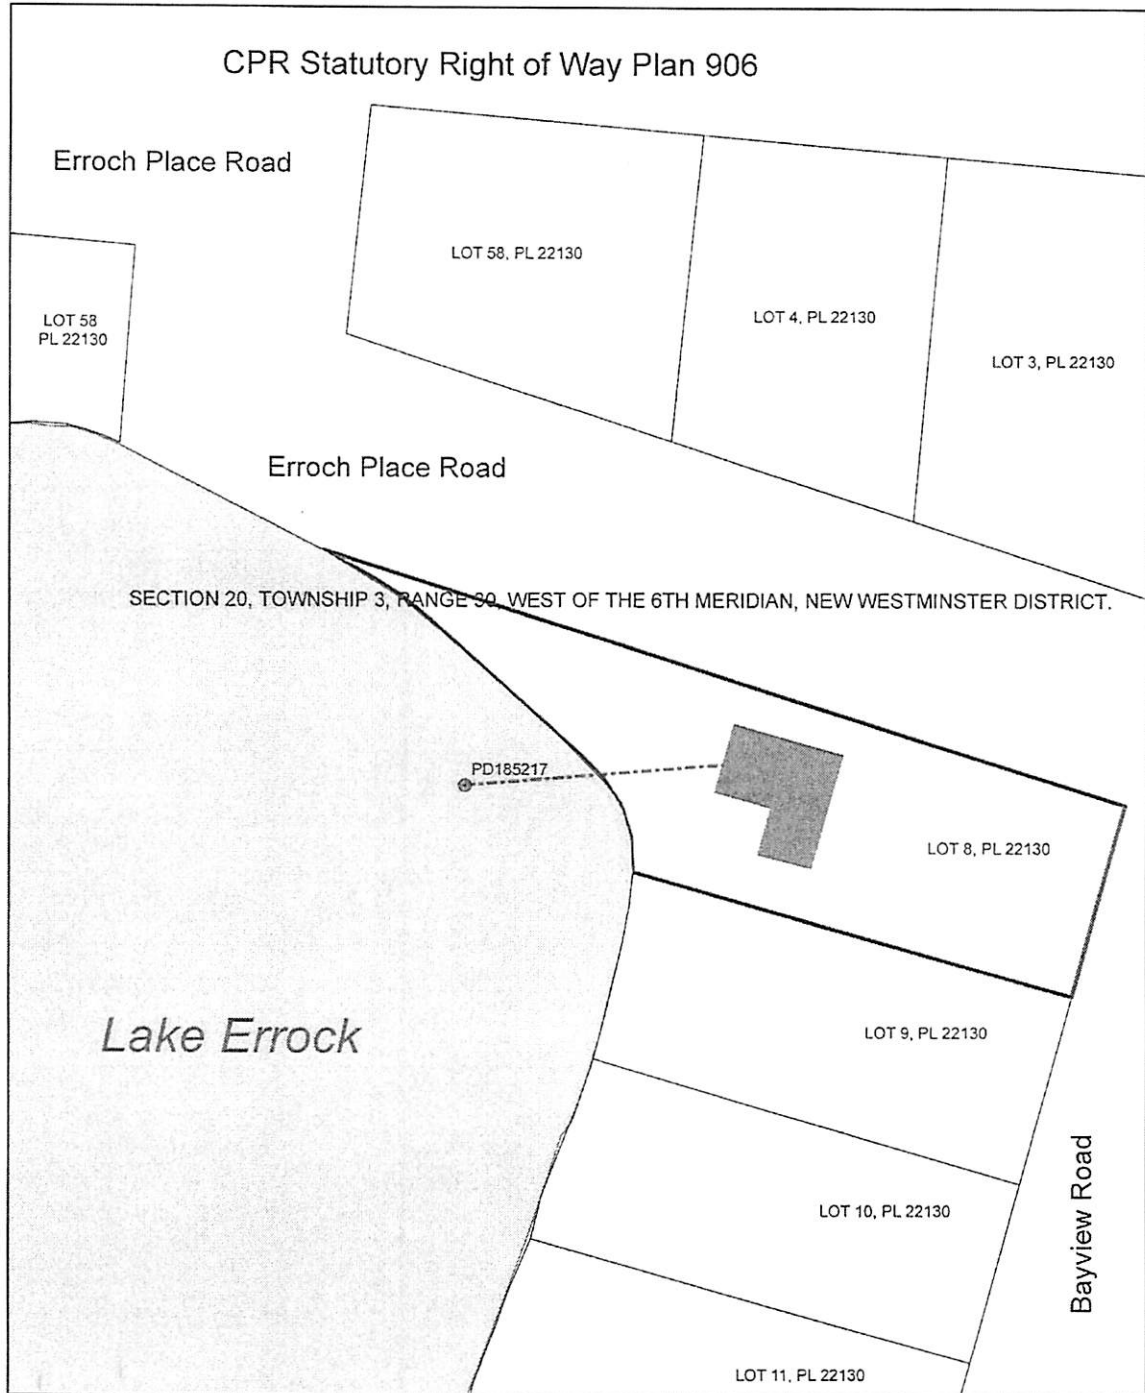 CPR Statutory Right of Way Plan 906
Erroch Place Road
LOT 58, PL 22130
LOT 4, PL 22130
LOT 3, PL 22130
LOT 58
PL 22130
Erroch Place Road
SECTION 20, TOWNSHIP 3, RANGE 30, WEST OF THE 6TH MERIDIAN, NEW WESTMINSTER DISTRICT.
PD185217
LOT 8, PL 22130
Lake Errock
LOT 9, PL 22130
LOT 10, PL 22130
Bayview Road
LOT 11, PL 22130